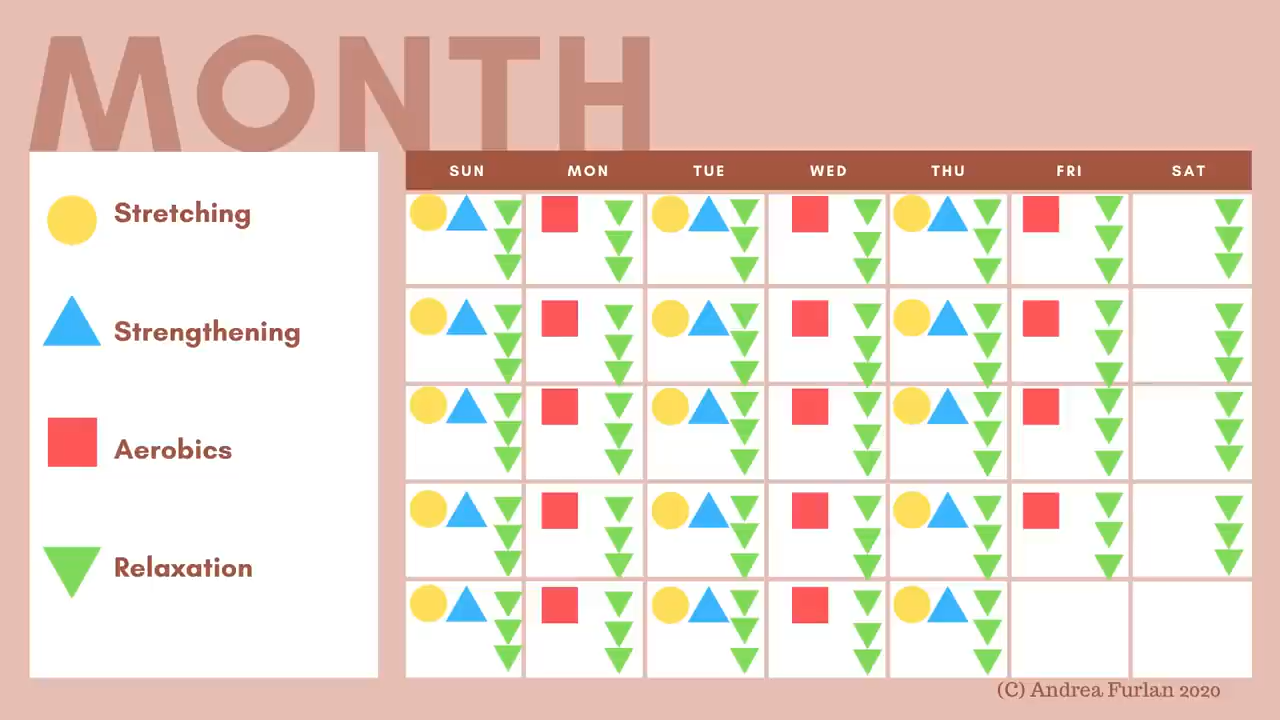 MONTH
SUN MON TUE WED THU FRI SAT
Stretching
Strengthening
Aerobics
Relaxation
(C) Andrea Furlan 2020